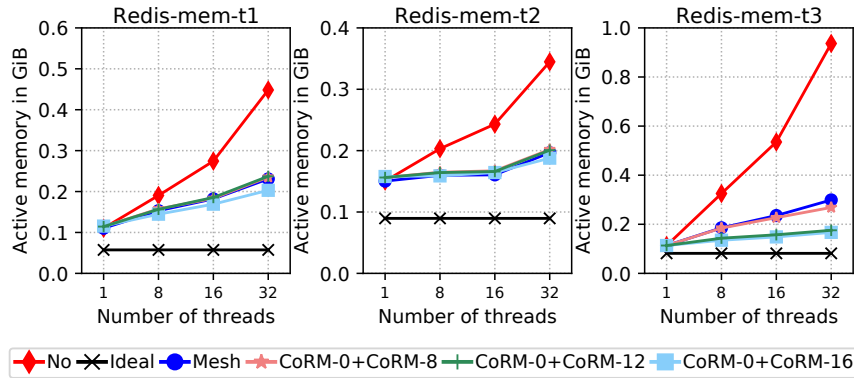 Redis-mem-t1
Active memory in GiB
0.6
0.5
0.4
0.3
0.2
0.1
0.0
1 8 16 32
Number of threads
Redis-mem-t2
Active memory in GiB
0.4
0.2
0.1
0.0
1 8 16 32
Number of threads
Redis-mem-t3
Active memory in GiB
1.0
0.8
0.6
0.4
0.2
0.0
1 8 16 32
Number of threads
No Ideal Mesh CoRM-0+CoRM-8 CoRM-0+CoRM-12 CoRM-0+CoRM-16